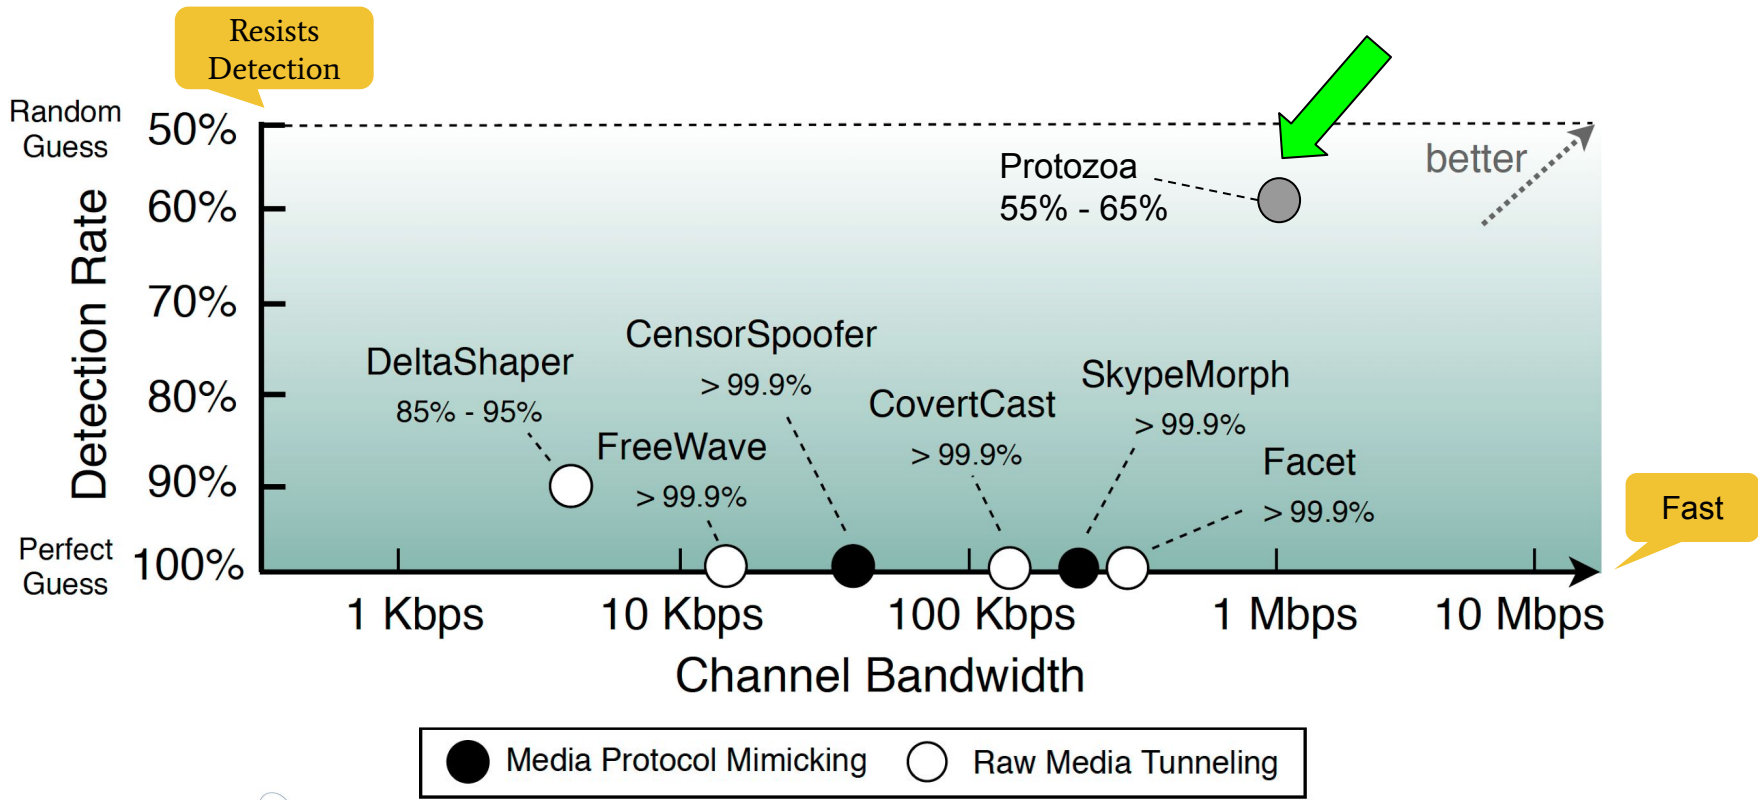 Resists
Detection
Random
Guess
50%
60%
70%
80%
90%
100%
Perfect
Guess
Detection Rate
Protozoa
55% - 65%
better
DeltaShaper
85% - 95%
CensorSpoofer
> 99.9%
FreeWave
> 99.9%
CovertCast
> 99.9%
SkypeMorph
> 99.9%
Facet
> 99.9%
Fast
1 Kbps
10 Kbps
100 Kbps
1 Mbps
10 Mbps
Channel Bandwidth
Media Protocol Mimicking
Raw Media Tunneling